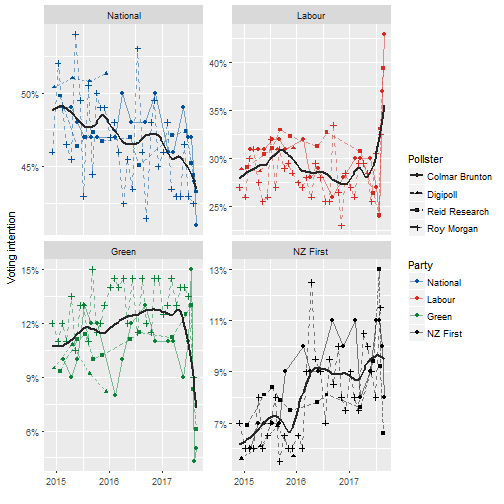 National
Labour
50%
45%
40%
35%
30%
25%
Voting intention
Green
NZ First
15%
12%
9%
6%
13%
11%
9%
7%
2015
2016
2017
2015
2016
2017
Pollster
Colmar Brunton
Digipoll
Reid Research
Roy Morgan
Party
National
Labour
Green
NZ First